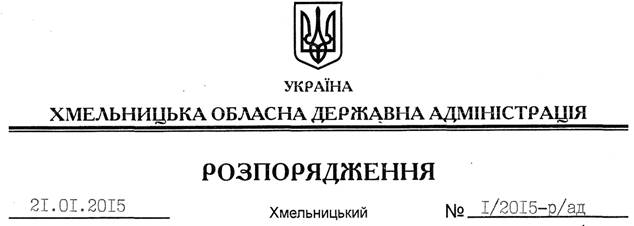 УКРАЇНА
ХМЕЛЬНИЦЬКА ОБЛАСНА ДЕРЖАВНА АДМІНІСТРАЦІЯ
РОЗПОРЯДЖЕННЯ
21.01.2015 Хмельницький № 1/2015-р/ад